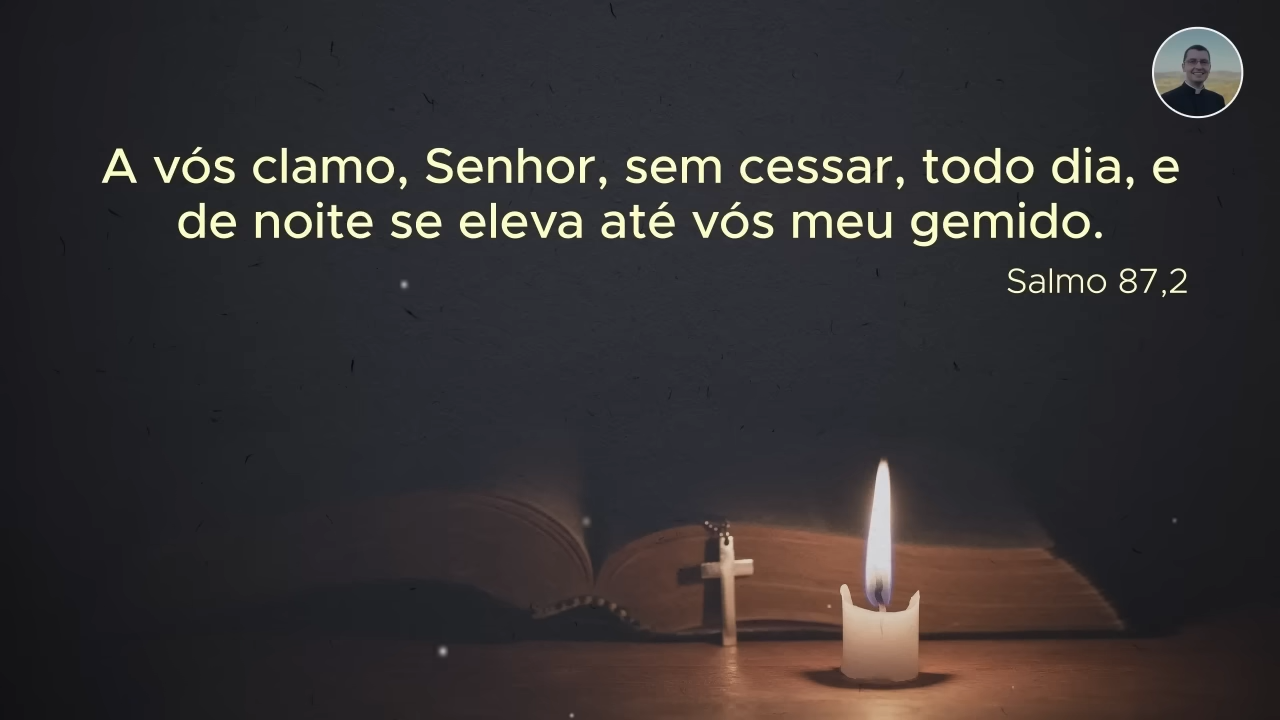 A vós clamo, Senhor, sem cessar, todo dia, e
de noite se eleva até vós meu gemido.
Salmo 87,2